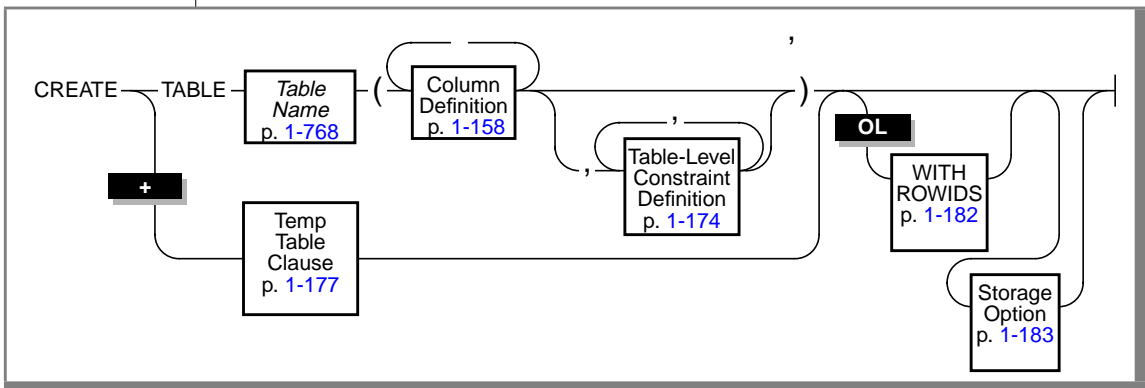 ,
CREATE
TABLE
Table
Name
p. 1-768
(
Column
Definition
p. 1-158
,
,
Table-Level
Constraint
Definition
p. 1-174
)
OL
WITH
ROWIDS
p. 1-182
+
Temp
Table
Clause
p. 1-177
Storage
Option
p. 1-183